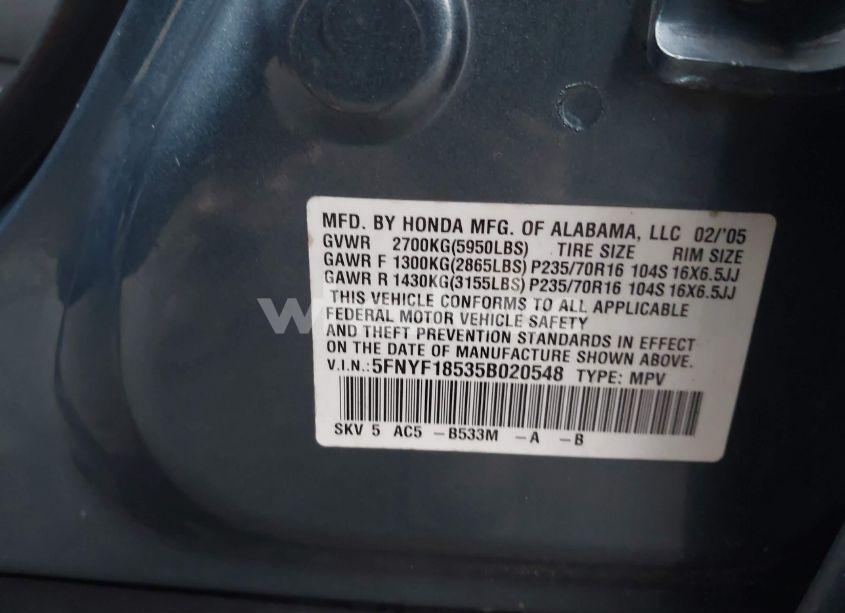 MFD. BY HONDA MFG. OF ALABAMA, LLC 02/'05
GVWR 2700KG(5950LBS) TIRE SIZE RIM SIZE
GAWR F 1300KG(2865LBS) P235/70R16 104S 16X6.5JJ
GAWR R 1430KG(3155LBS) P235/70R16 104S 16X6.5JJ
THIS VEHICLE CONFORMS TO ALL APPLICABLE
FEDERAL MOTOR VEHICLE SAFETY
AND THEFT PREVENTION STANDARDS IN EFFECT
ON THE DATE OF MANUFACTURE SHOWN ABOVE.
V.I.N.:5FNYF18535B020548 TYPE: MPV
SKV 5 AC5 -B533M -A -B